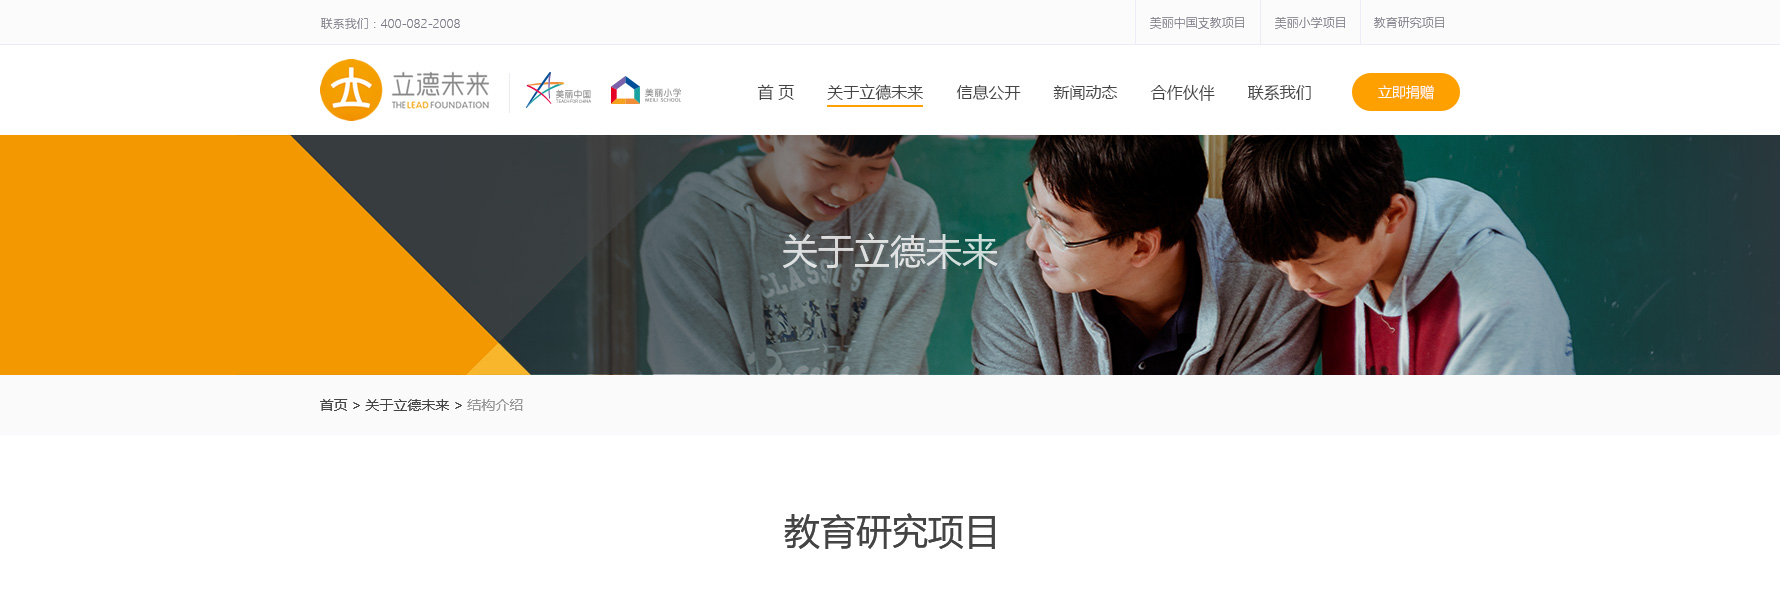 联系我们：400-082-2008
美丽中国支教项目
美丽小学项目
教育研究项目
立德未来
THE LEAD FOUNDATION
美丽中国
TEACH FOR CHINA
美丽小学
MEILI SCHOOL
首 页
关于立德未来
信息公开
新闻动态
合作伙伴
联系我们
立即捐赠
关于立德未来
CLASSICS
首页 > 关于立德未来 > 结构介绍
教育研究项目